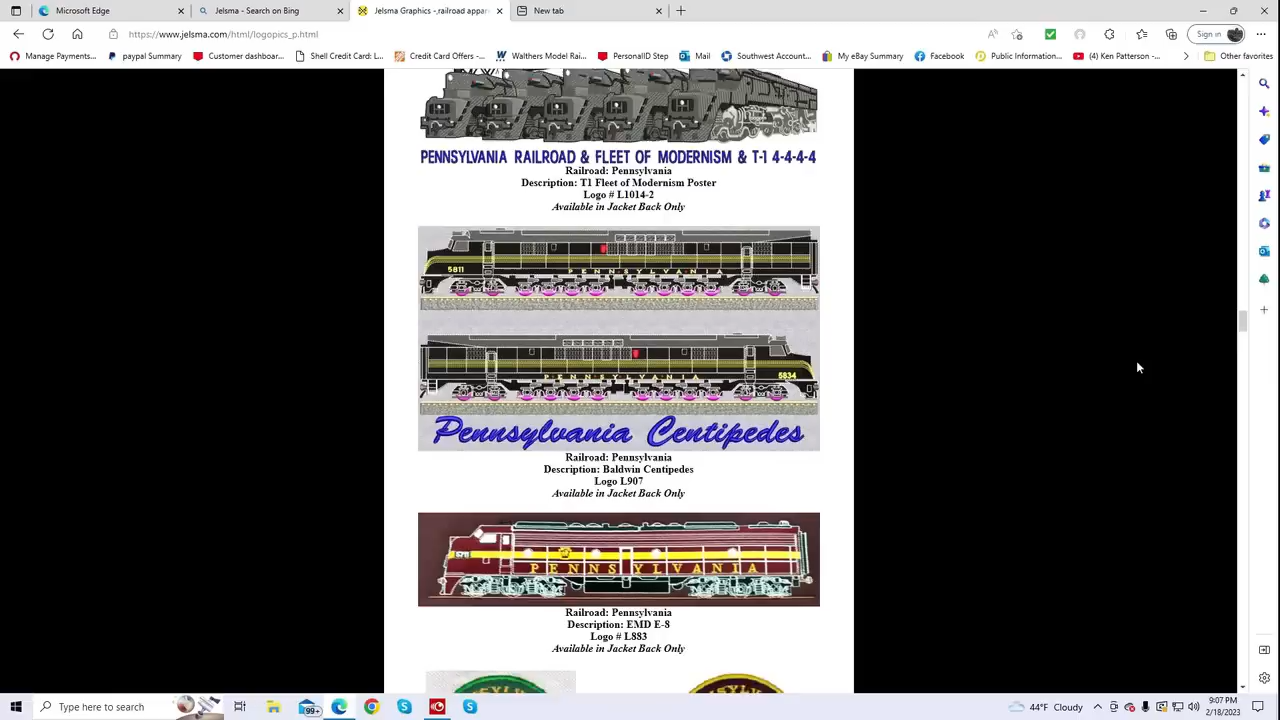 Microsoft Edge
Jelsma - Search on Bing
Jelsma Graphics -,railroad appar
New tab
https://www.jelsma.com/html/logopics_p.html
Sign in
Manage Payments...
paypal Summary
Customer dashboar...
Shell Credit Card: L...
Credit Card Offers -...
Walthers Model Rai...
PersonalID Step
Mail
Southwest Account...
My eBay Summary
Facebook
Public Information...
(4) Ken Patterson -...
Other favorites
PENNSYLVANIA RAILROAD & FLEET OF MODERNISM & T-1 4-4-4-4
Railroad: Pennsylvania
Description: T1 Fleet of Modernism Poster
Logo # L1014-2
Available in Jacket Back Only
5811
PENNSYLVANIA
PENNSYLVANIA
5834
Pennsylvania Centipedes
Railroad: Pennsylvania
Description: Baldwin Centipedes
Logo L907
Available in Jacket Back Only
PENNSYLVANIA
Railroad: Pennsylvania
Description: EMD E-8
Logo # L883
Available in Jacket Back Only
Type here to search
99+
44°F Cloudy
9:07 PM
2/18/2023